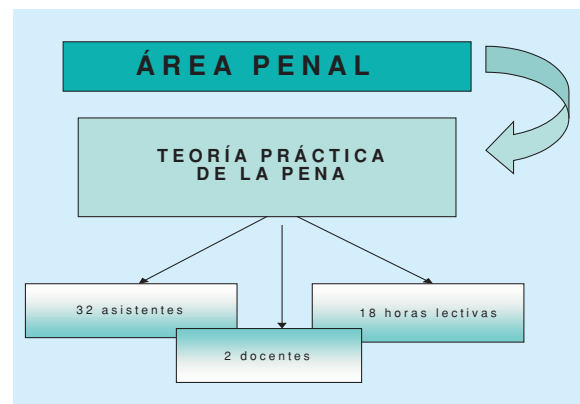 ÁREA PENAL
TEORÍA PRÁCTICA
DE LA PENA
32 asistentes
18 horas lectivas
2 docentes